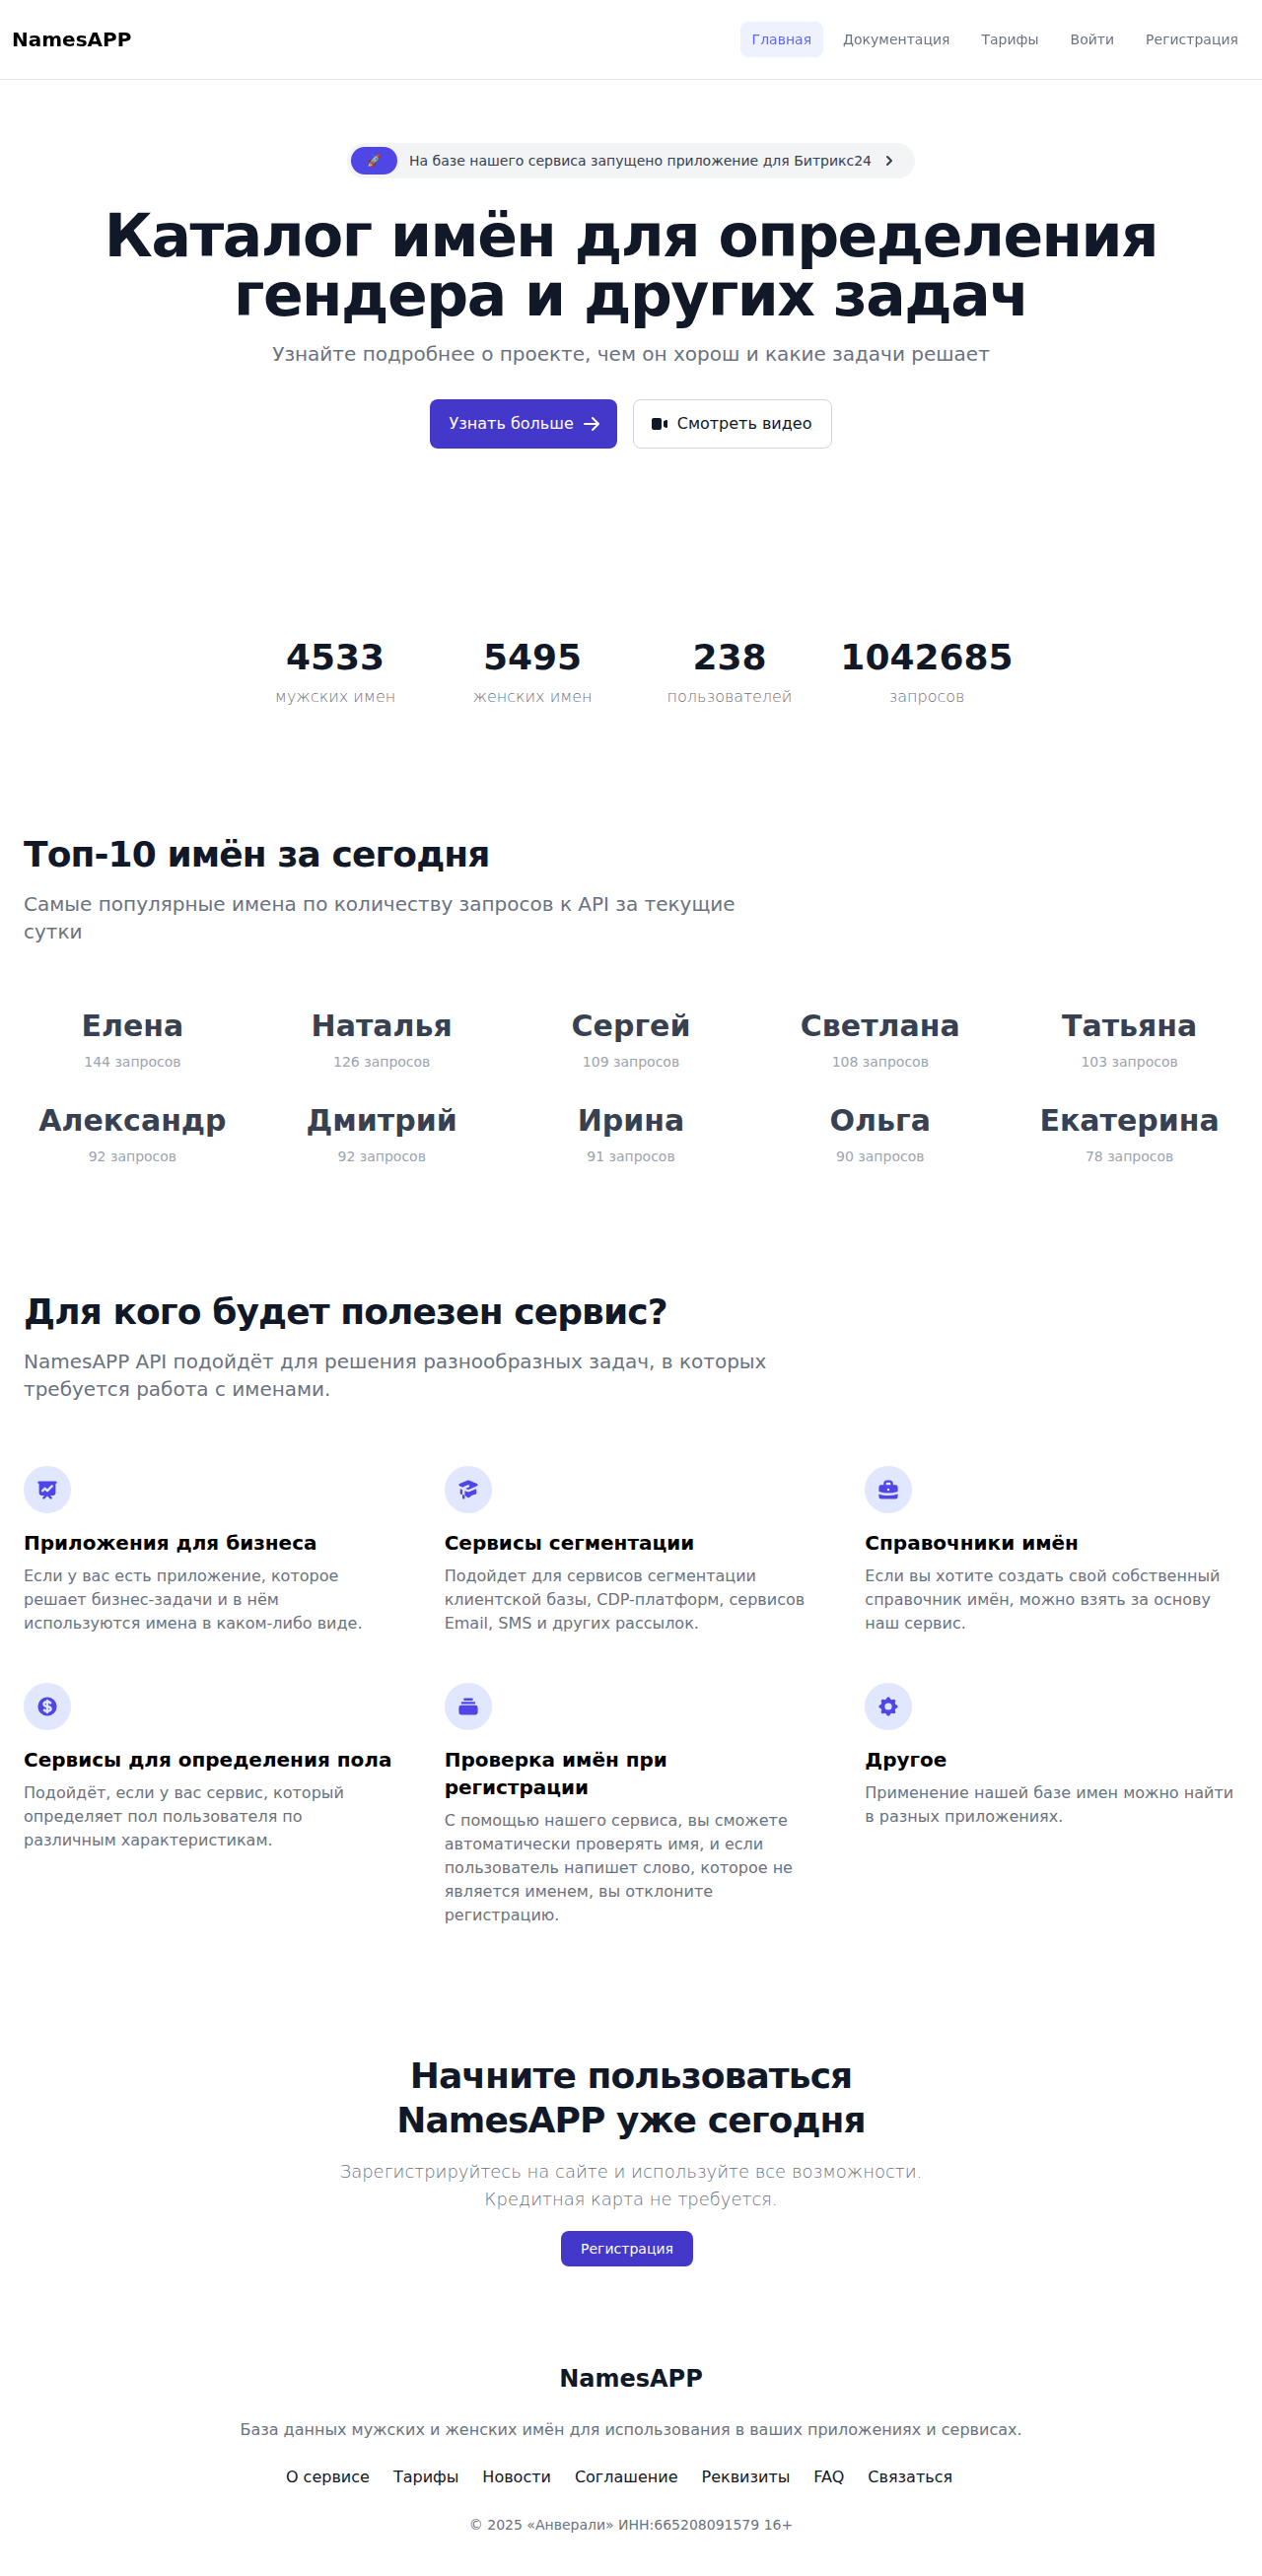 NamesAPP
Главная Документация Тарифы Войти Регистрация
🚀 На базе нашего сервиса запущено приложение для Битрикс24
Каталог имён для определения
гендера и других задач
Узнайте подробнее о проекте, чем он хорош и какие задачи решает
Узнать больше Смотреть видео
4533 5495 238 1042685
мужских имен женских имен пользователей запросов
Топ-10 имён за сегодня
Самые популярные имена по количеству запросов к API за текущие
сутки
Елена Наталья Сергей Светлана Татьяна
144 запросов 126 запросов 109 запросов 108 запросов 103 запросов
Александр Дмитрий Ирина Ольга Екатерина
92 запросов 92 запросов 91 запросов 90 запросов 78 запросов
Для кого будет полезен сервис?
NamesAPP API подойдёт для решения разнообразных задач, в которых
требуется работа с именами.
Приложения для бизнеса
Если у вас есть приложение, которое
решает бизнес-задачи и в нём
используются имена в каком-либо виде.
Сервисы сегментации
Подойдет для сервисов сегментации
клиентской базы, CDP-платформ, сервисов
Email, SMS и других рассылок.
Справочники имён
Если вы хотите создать свой собственный
справочник имён, можно взять за основу
наш сервис.
Сервисы для определения пола
Подойдёт, если у вас сервис, который
определяет пол пользователя по
различным характеристикам.
Проверка имён при
регистрации
С помощью нашего сервиса, вы сможете
автоматически проверять имя, и если
пользователь напишет слово, которое не
является именем, вы отклоните
регистрацию.
Другое
Применение нашей базе имен можно найти
в разных приложениях.
Начните пользоваться
NamesAPP уже сегодня
Зарегистрируйтесь на сайте и используйте все возможности.
Кредитная карта не требуется.
Регистрация
NamesAPP
База данных мужских и женских имён для использования в ваших приложениях и сервисах.
О сервисе Тарифы Новости Соглашение Реквизиты FAQ Связаться
© 2025 «Анверали» ИНН:665208091579 16+